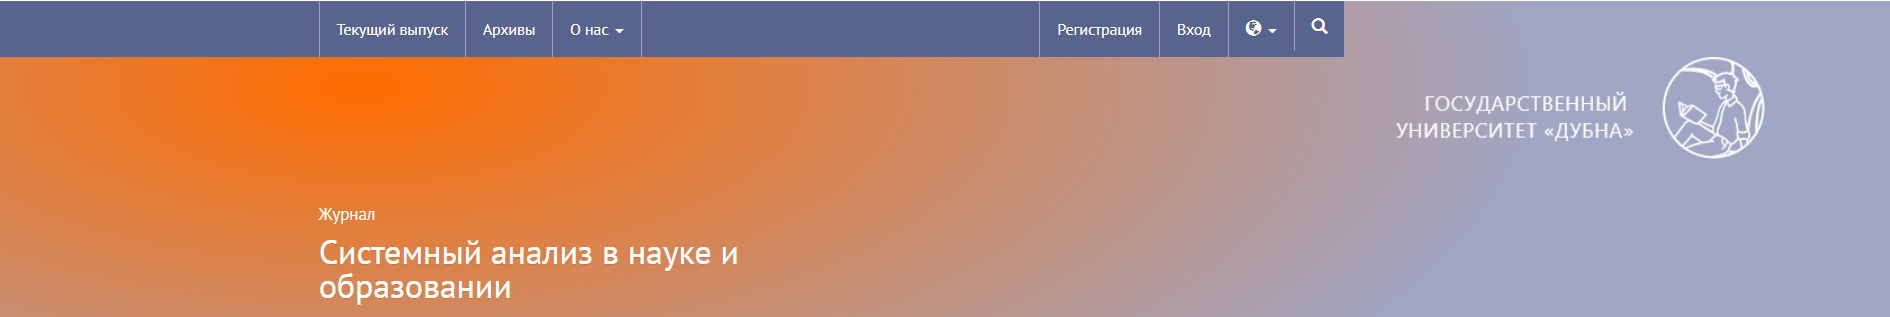 Текущий выпуск
Архивы
О нас
Регистрация
Вход
ГОСУДАРСТВЕННЫЙ
УНИВЕРСИТЕТ «ДУБНА»
Журнал
Системный анализ в науке и
образовании